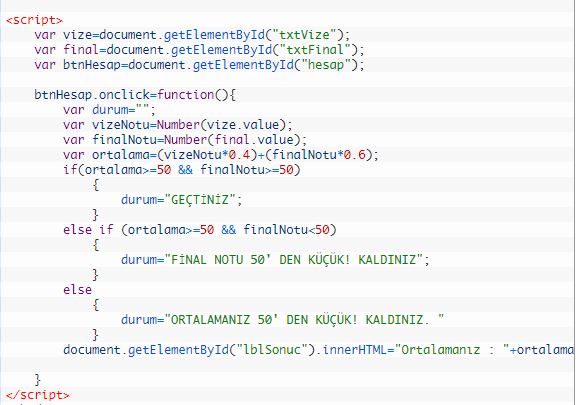 <script>
var vize=document.getElementById("txtVize");
var final=document.getElementById("txtFinal");
var btnHesap=document.getElementById("hesap");
btnHesap.onclick=function(){
var durum="";
var vizeNotu=Number(vize.value);
var finalNotu=Number(final.value);
var ortalama=(vizeNotu*0.4)+(finalNotu*0.6);
if(ortalama>=50 && finalNotu>=50)
{
durum="GEÇTİNİZ";
}
else if (ortalama>=50 && finalNotu<50)
{
durum="FİNAL NOTU 50' DEN KÜÇÜK! KALDINIZ";
}
else
{
durum="ORTALAMANIZ 50' DEN KÜÇÜK! KALDINIZ. "
}
document.getElementById("lblSonuc").innerHTML="Ortalamanız : "+ortalama
}
</script>